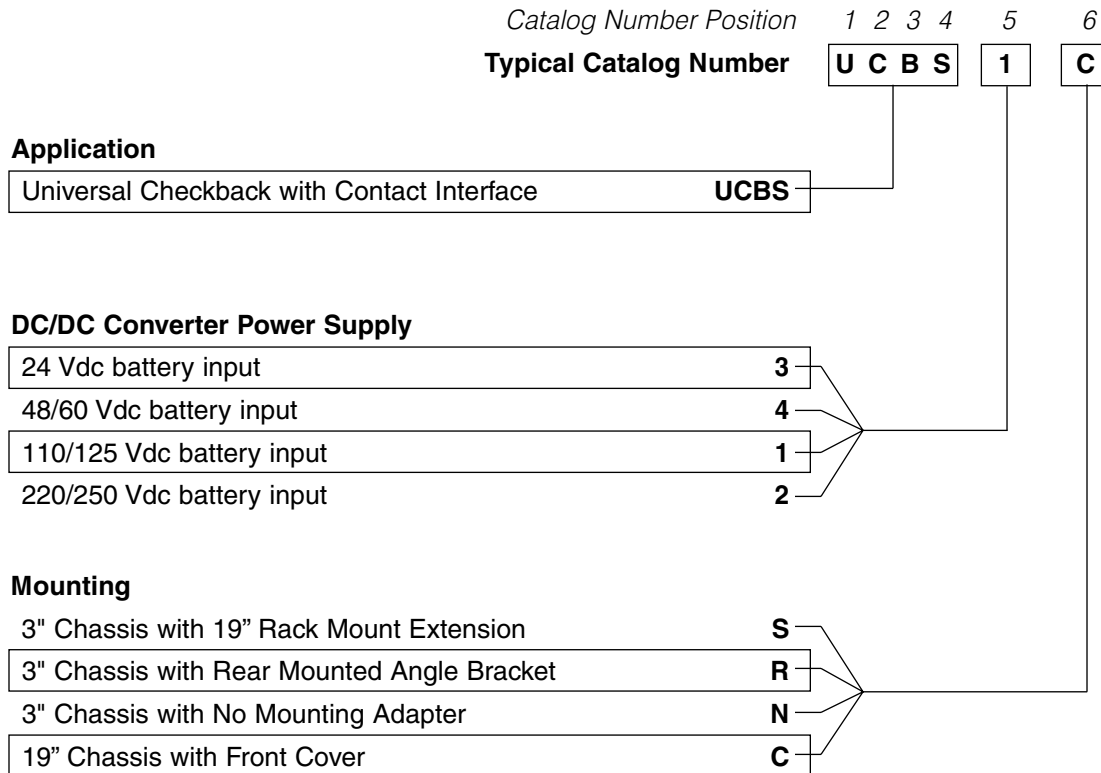 Catalog Number Position 1 2 3 4 5 6
Typical Catalog Number U C B S 1 C
Application
Universal Checkback with Contact Interface UCBS
DC/DC Converter Power Supply
24 Vdc battery input 3
48/60 Vdc battery input 4
110/125 Vdc battery input 1
220/250 Vdc battery input 2
Mounting
3" Chassis with 19” Rack Mount Extension S
3" Chassis with Rear Mounted Angle Bracket R
3" Chassis with No Mounting Adapter N
19” Chassis with Front Cover C